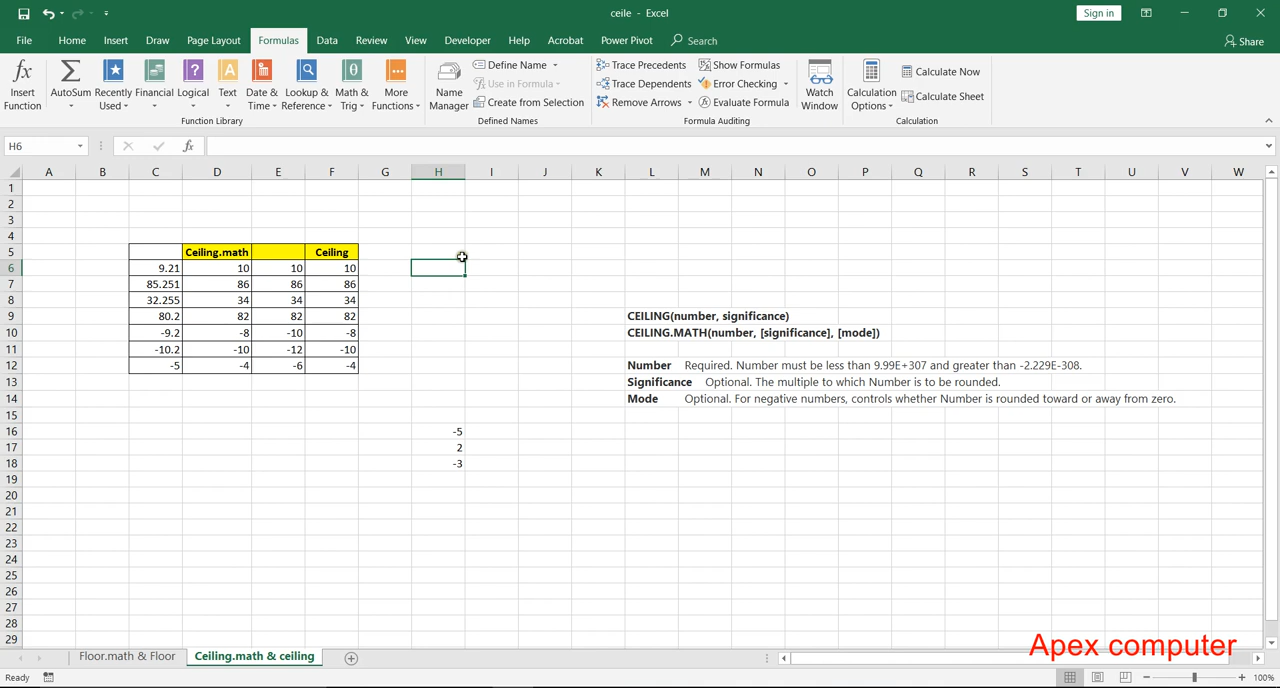 ceile - Excel
Sign in
File Home Insert Draw Page Layout Formulas Data Review View Developer Help Acrobat Power Pivot Search Share
Insert Function
AutoSum
Recently Used
Financial
Logical
Text
Date & Time
Lookup & Reference
Math & Trig
More Functions
Function Library
Name Manager
Define Name
Use in Formula
Create from Selection
Defined Names
Trace Precedents
Trace Dependents
Remove Arrows
Show Formulas
Error Checking
Evaluate Formula
Formula Auditing
Watch Window
Calculation Options
Calculate Now
Calculate Sheet
Calculation
H6 fx
A B C D E F G H I J K L M N O P Q R S T U V W
1
2
3
4
5 Ceiling.math Ceiling
6 9.21 10 10 10
7 85.251 86 86 86
8 32.255 34 34 34
9 80.2 82 82 82 CEILING(number, significance)
10 -9.2 -8 -10 -8 CEILING.MATH(number, [significance], [mode])
11 -10.2 -10 -12 -10
12 -5 -4 -6 -4 Number Required. Number must be less than 9.99E+307 and greater than -2.229E-308.
13 Significance Optional. The multiple to which Number is to be rounded.
14 Mode Optional. For negative numbers, controls whether Number is rounded toward or away from zero.
15
16 -5
17 2
18 -3
19
20
21
22
23
24
25
26
27
28
29
Apex computer
Floor.math & Floor Ceiling.math & ceiling
Ready 100%